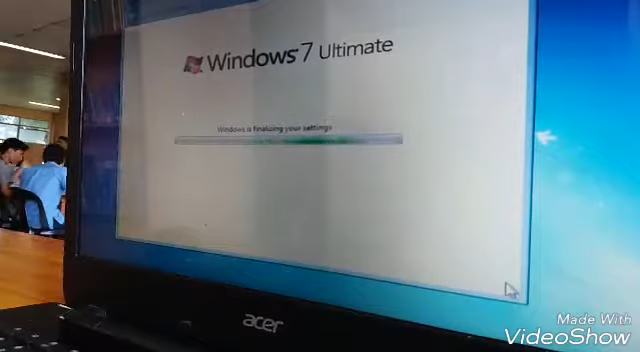 Windows 7 Ultimate
Windows is finalizing your settings
acer
Made With
VideoShow